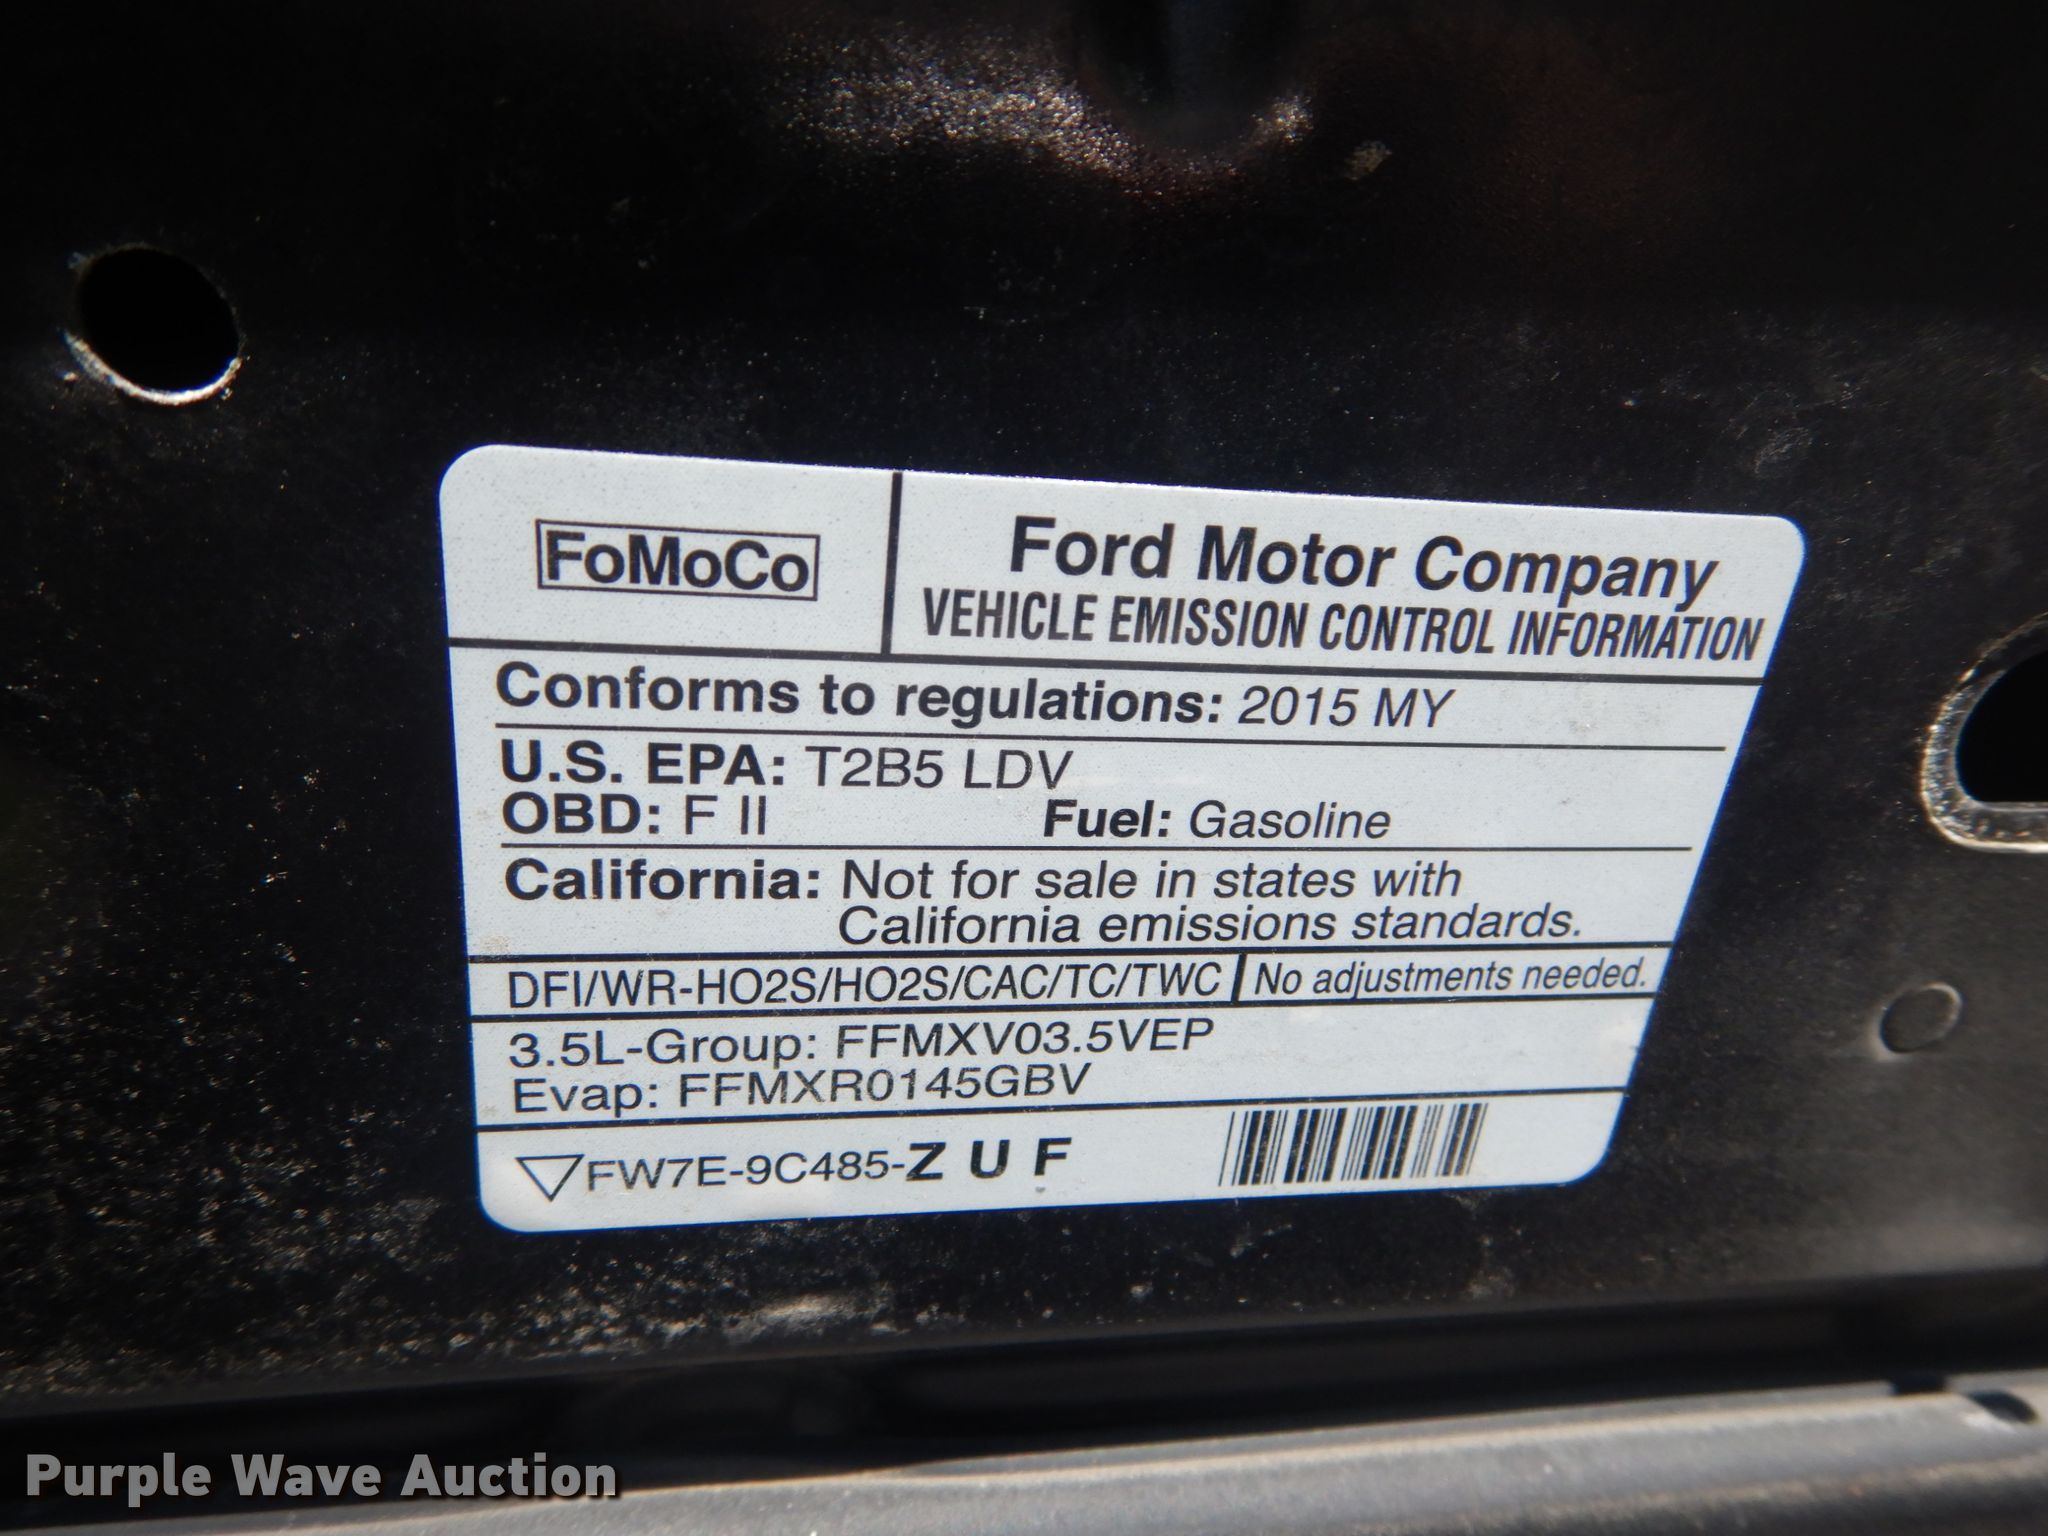 FoMoCo
Ford Motor Company
VEHICLE EMISSION CONTROL INFORMATION
Conforms to regulations: 2015 MY
U.S. EPA: T2B5 LDV
OBD: F II Fuel: Gasoline
California: Not for sale in states with
California emissions standards.
DFI/WR-HO2S/HO2S/CAC/TC/TWC No adjustments needed.
3.5L-Group: FFMXV03.5VEP
Evap: FFMXR0145GBV
FW7E-9C485-Z U F
Purple Wave Auction